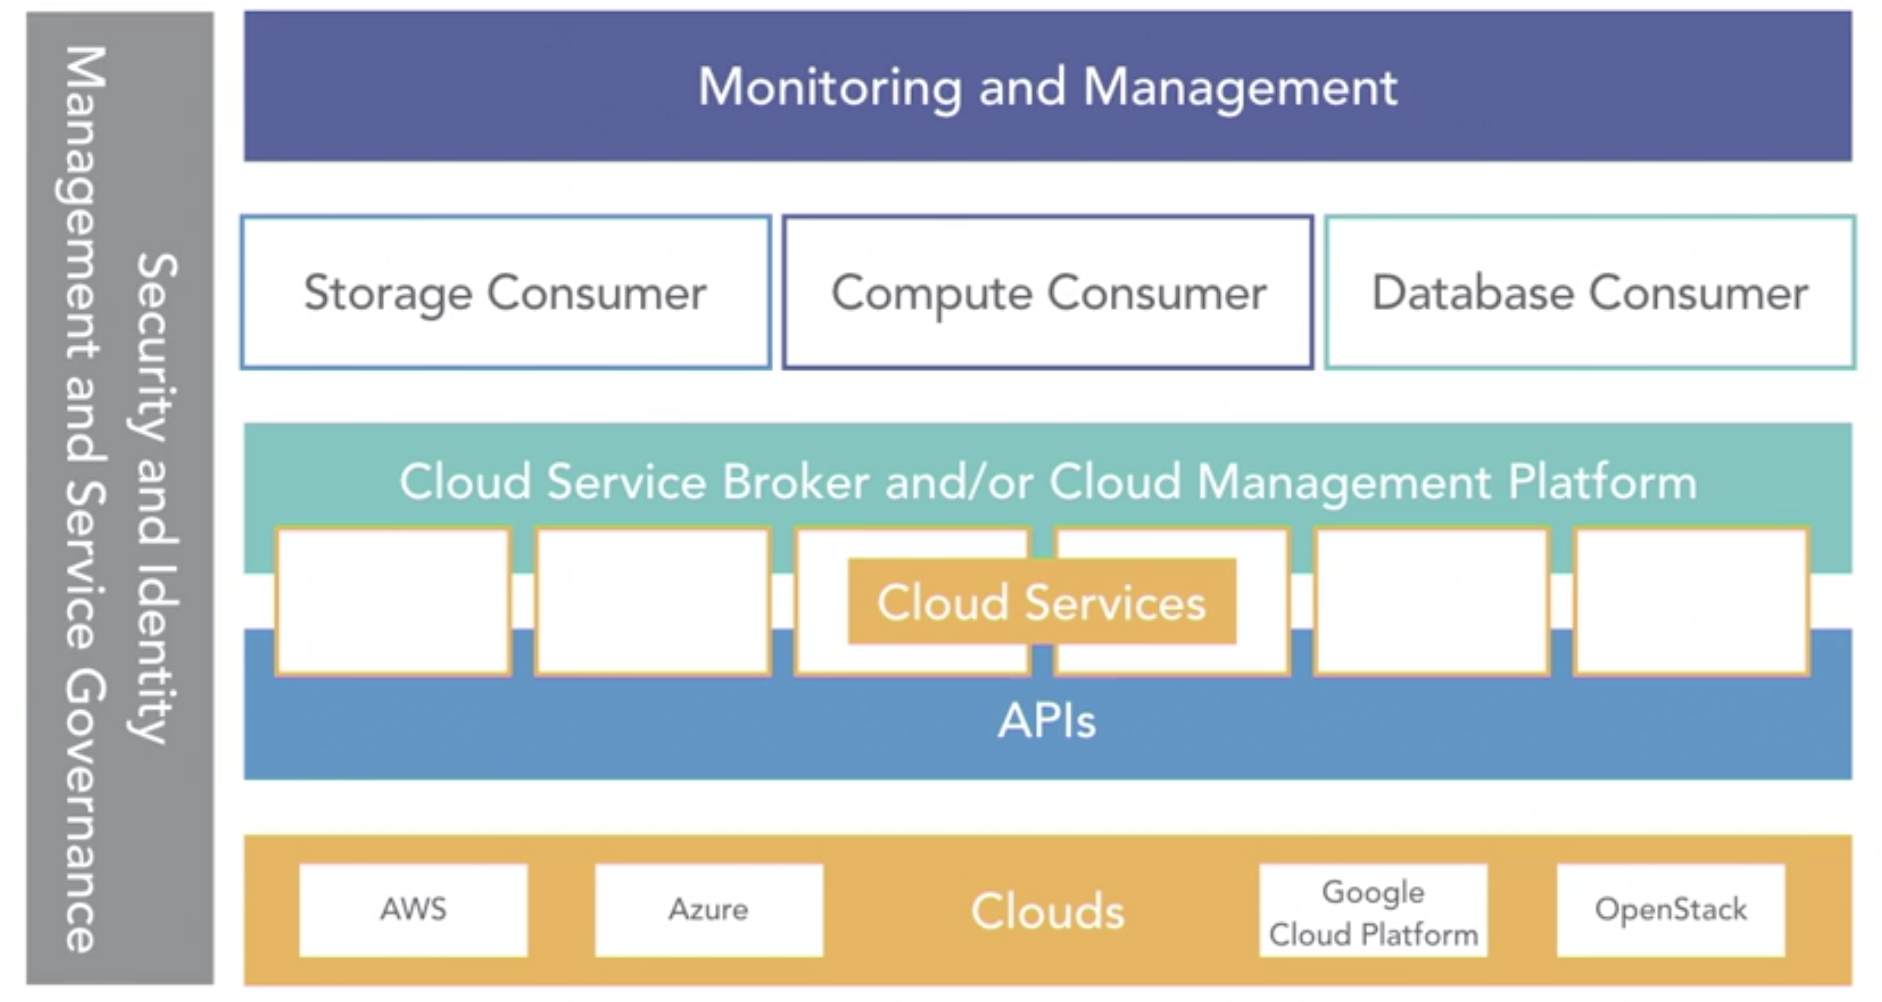 Security and Identity
Management and Service Governance
Monitoring and Management
Storage Consumer
Compute Consumer
Database Consumer
Cloud Service Broker and/or Cloud Management Platform
Cloud Services
APIs
AWS
Azure
Clouds
Google
Cloud Platform
OpenStack